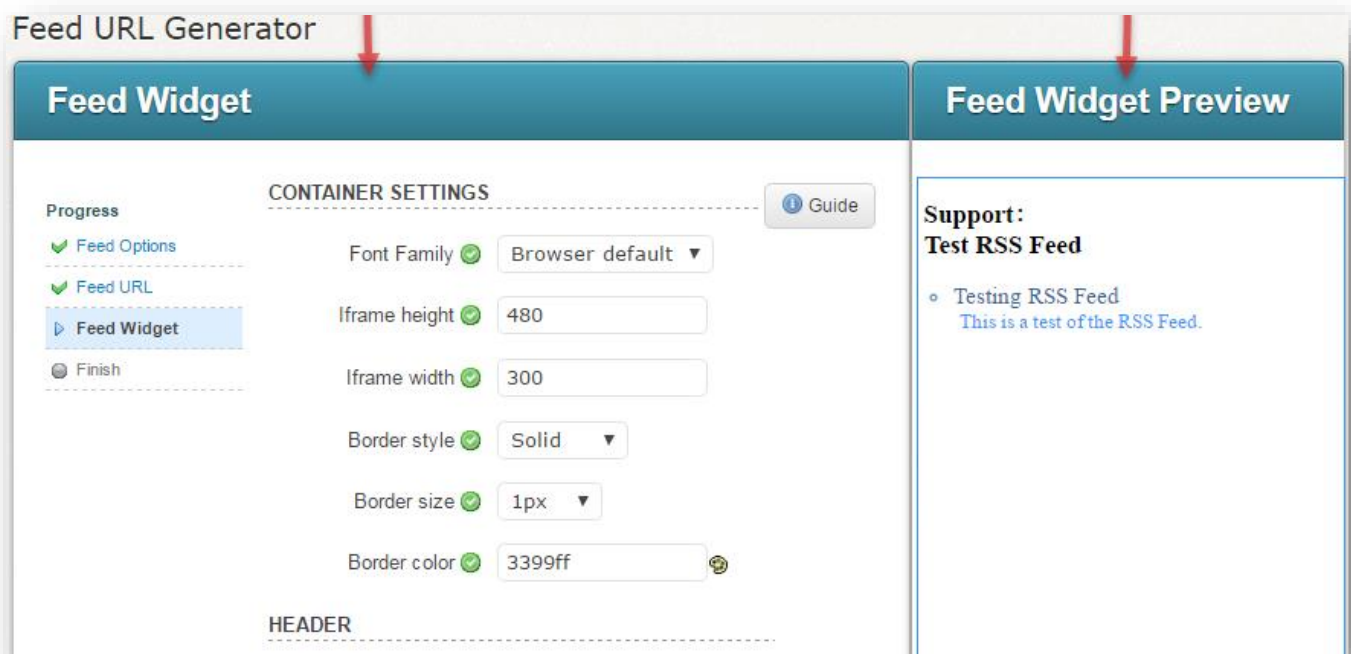 Feed URL Generator
Feed Widget
Progress
Feed Options
Feed URL
Feed Widget
Finish
CONTAINER SETTINGS
Guide
Font Family Browser default
Iframe height 480
Iframe width 300
Border style Solid
Border size 1px
Border color 3399ff
HEADER
Feed Widget Preview
Support:
Test RSS Feed
Testing RSS Feed
This is a test of the RSS Feed.